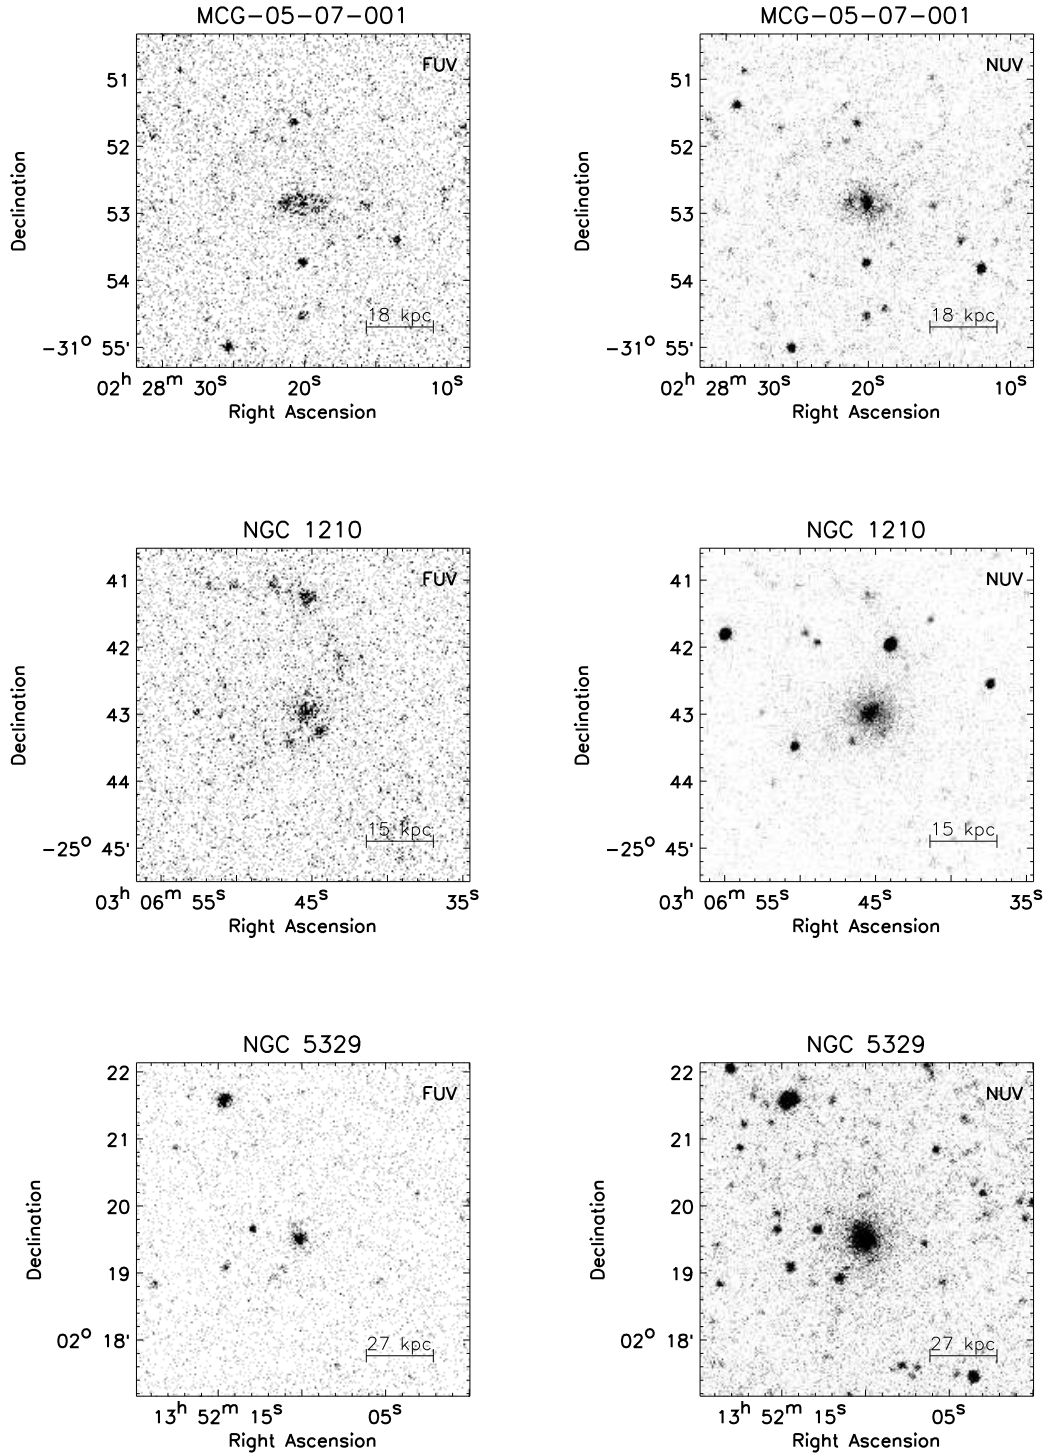 MCG-05-07-001
FUV
51
52
53
54
-31° 55'
18 kpc
02h 28m 30s 20s 10s
Right Ascension
Declination
MCG-05-07-001
NUV
51
52
53
54
-31° 55'
18 kpc
02h 28m 30s 20s 10s
Right Ascension
Declination
NGC 1210
FUV
41
42
43
44
-25° 45'
15 kpc
03h 06m 55s 45s 35s
Right Ascension
Declination
NGC 1210
NUV
41
42
43
44
-25° 45'
15 kpc
03h 06m 55s 45s 35s
Right Ascension
Declination
NGC 5329
FUV
22
21
20
19
02° 18'
27 kpc
13h 52m 15s 05s
Right Ascension
Declination
NGC 5329
NUV
22
21
20
19
02° 18'
27 kpc
13h 52m 15s 05s
Right Ascension
Declination